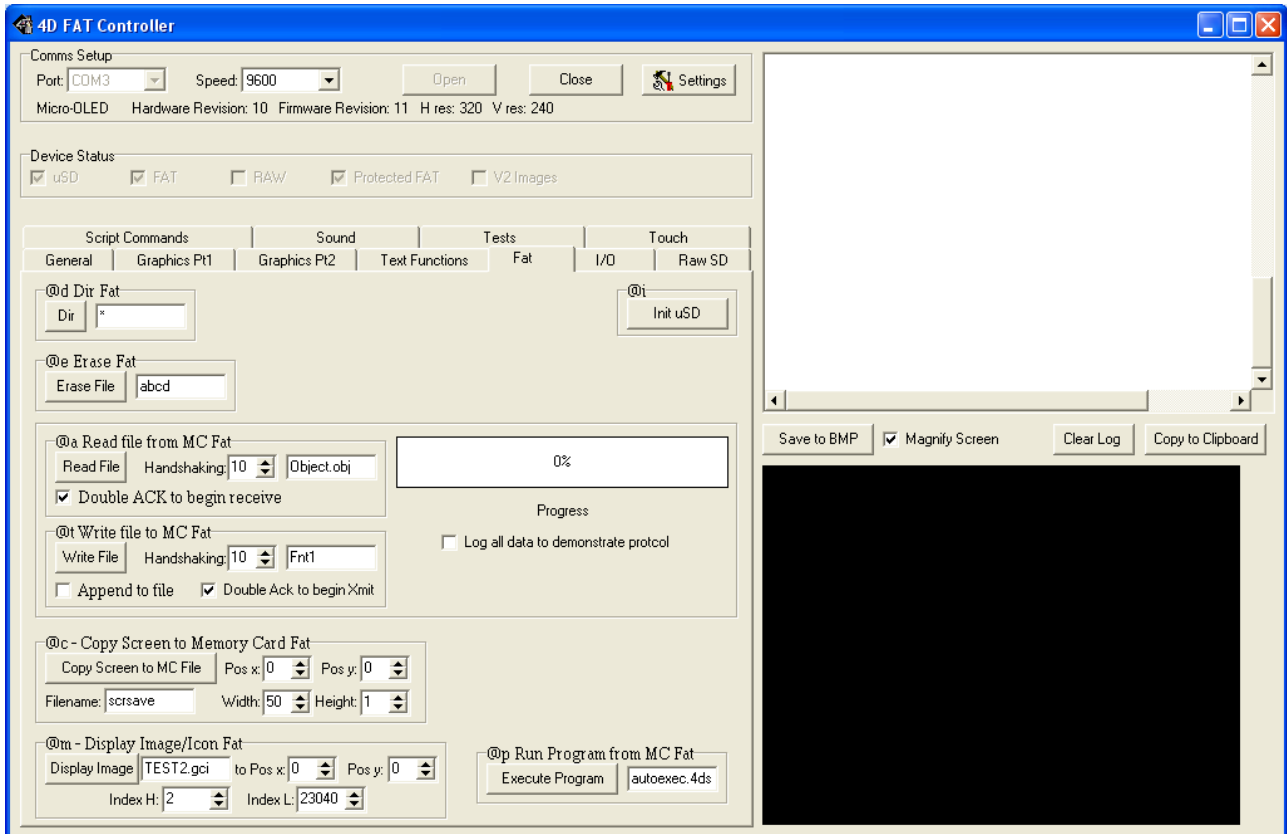 4D FAT Controller
Comms Setup
Port: COM3 Speed: 9600 Open Close Settings
Micro-OLED Hardware Revision: 10 Firmware Revision: 11 H res: 320 V res: 240
Device Status
uSD FAT RAW Protected FAT V2 Images
Script Commands Sound Tests Touch
General Graphics Pt1 Graphics Pt2 Text Functions Fat I/O Raw SD
@d Dir Fat
Dir *
@i
Init uSD
@e Erase Fat
Erase File abcd
@a Read file from MC Fat
Read File Handshaking: 10 Object.obj
Double ACK to begin receive
0%
Progress
Log all data to demonstrate protcol
@t Write file to MC Fat
Write File Handshaking: 10 Fnt1
Append to file Double Ack to begin Xmit
@c - Copy Screen to Memory Card Fat
Copy Screen to MC File Pos x: 0 Pos y: 0
Filename: scrsave Width: 50 Height: 1
@m - Display Image/Icon Fat
Display Image TEST2.gci to Pos x: 0 Pos y: 0
Index H: 2 Index L: 23040
@p Run Program from MC Fat
Execute Program autoexec.4ds
Save to BMP Magnify Screen Clear Log Copy to Clipboard